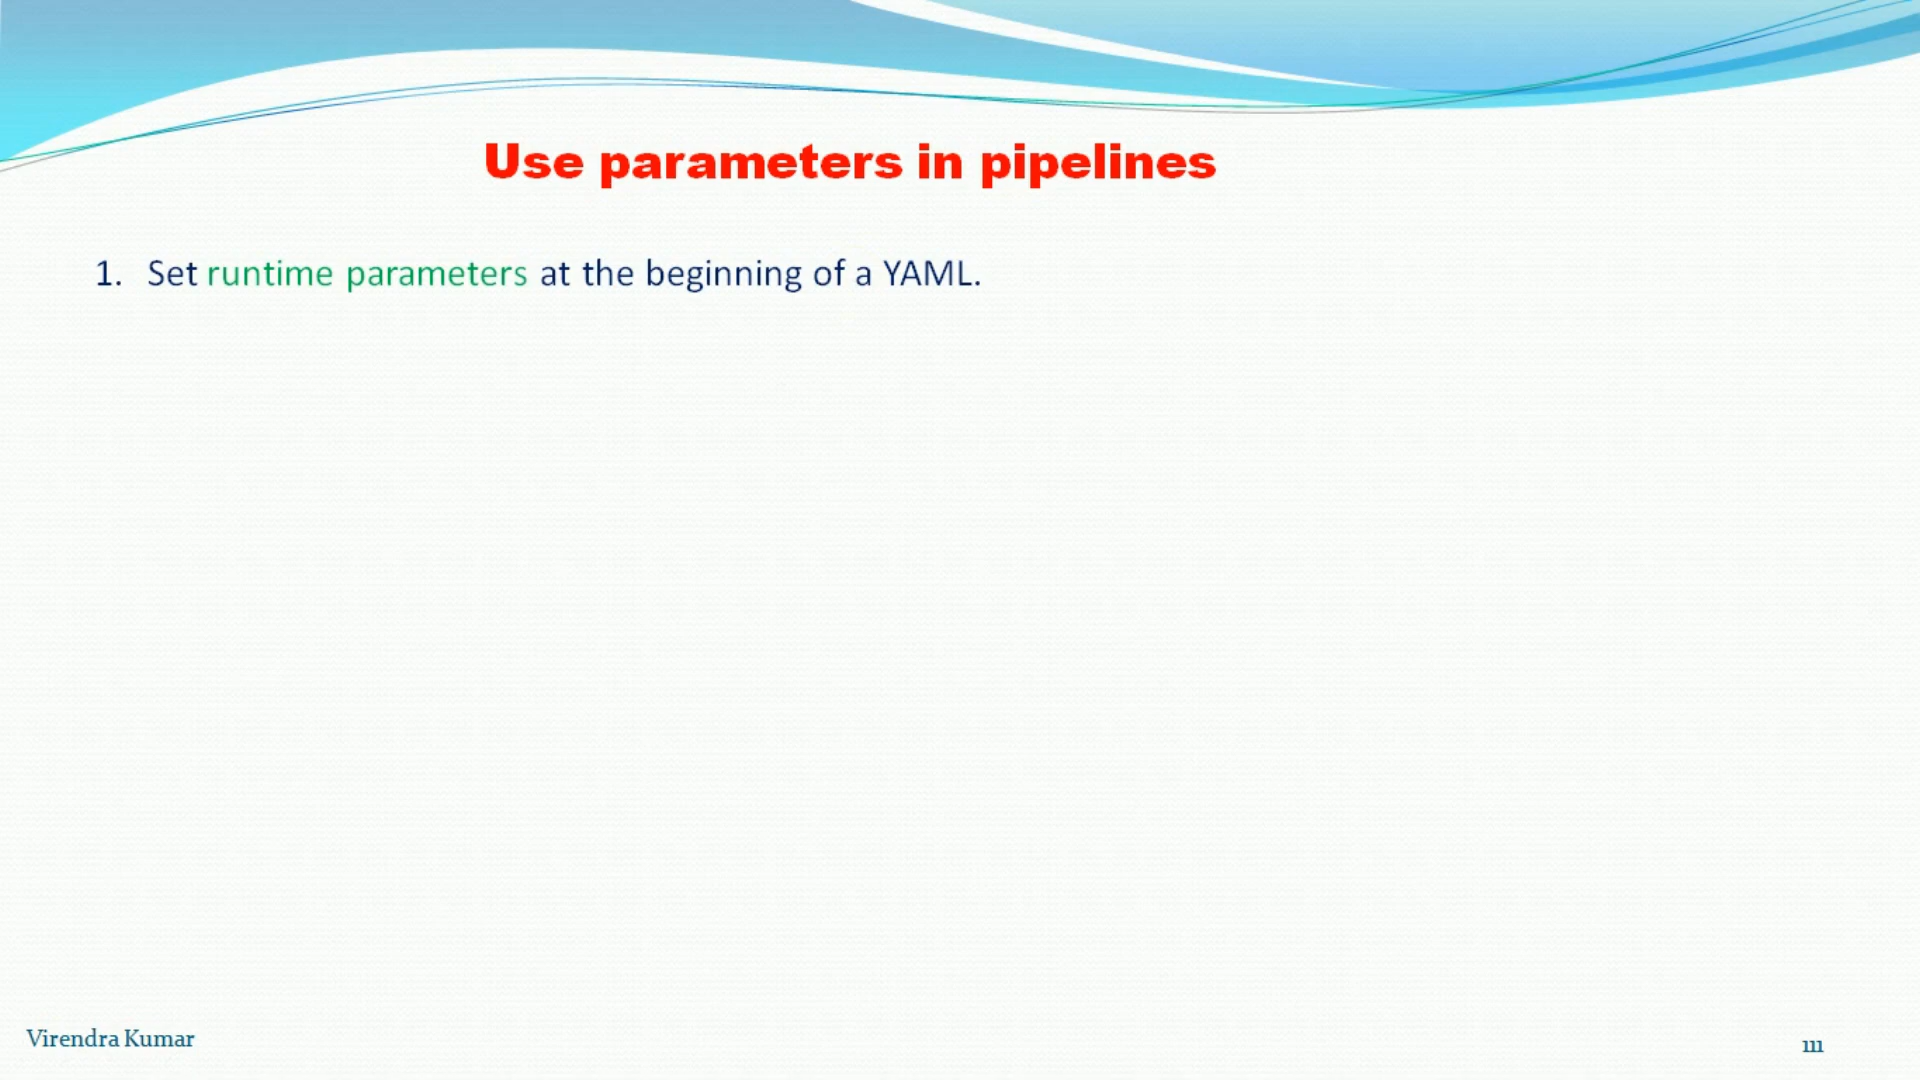 Use parameters in pipelines
1. Set runtime parameters at the beginning of a YAML.
Virendra Kumar
111